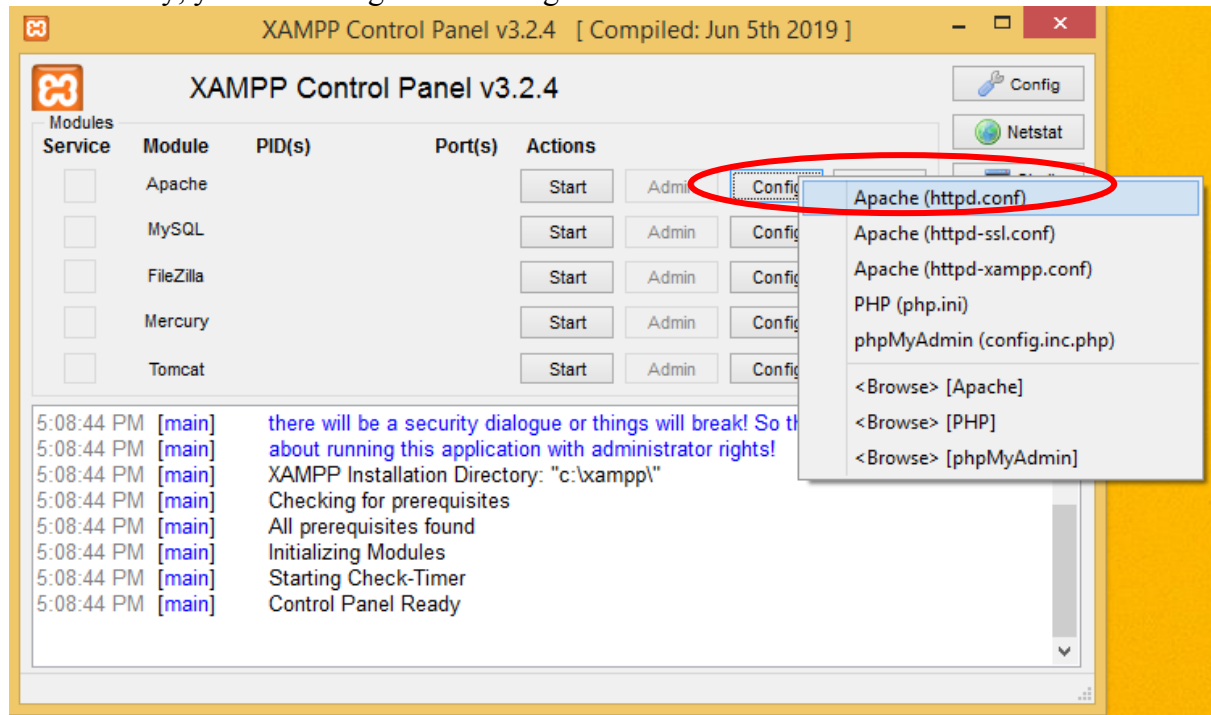 XAMPP Control Panel v3.2.4 [ Compiled: Jun 5th 2019 ]
XAMPP Control Panel v3.2.4
Config
Modules
Service Module PID(s) Port(s) Actions
Netstat
Apache Start Admin Config
Apache (httpd.conf)
MySQL Start Admin Config
Apache (httpd-ssl.conf)
FileZilla Start Admin Config
Apache (httpd-xampp.conf)
PHP (php.ini)
Mercury Start Admin Config
phpMyAdmin (config.inc.php)
Tomcat Start Admin Config
<Browse> [Apache]
<Browse> [PHP]
<Browse> [phpMyAdmin]
5:08:44 PM [main] there will be a security dialogue or things will break! So
5:08:44 PM [main] about running this application with administrator rights!
5:08:44 PM [main] XAMPP Installation Directory: "c:\xampp\"
5:08:44 PM [main] Checking for prerequisites
5:08:44 PM [main] All prerequisites found
5:08:44 PM [main] Initializing Modules
5:08:44 PM [main] Starting Check-Timer
5:08:44 PM [main] Control Panel Ready